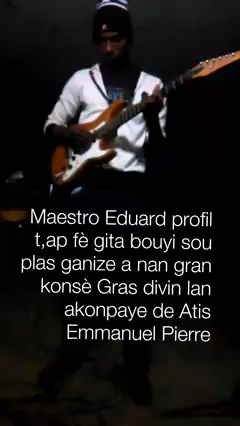 Maestro Eduard profil
t,ap fè gita bouyi sou
plas ganize a nan gran
konsè Gras divin lan
akonpaye de Atis
Emmanuel Pierre